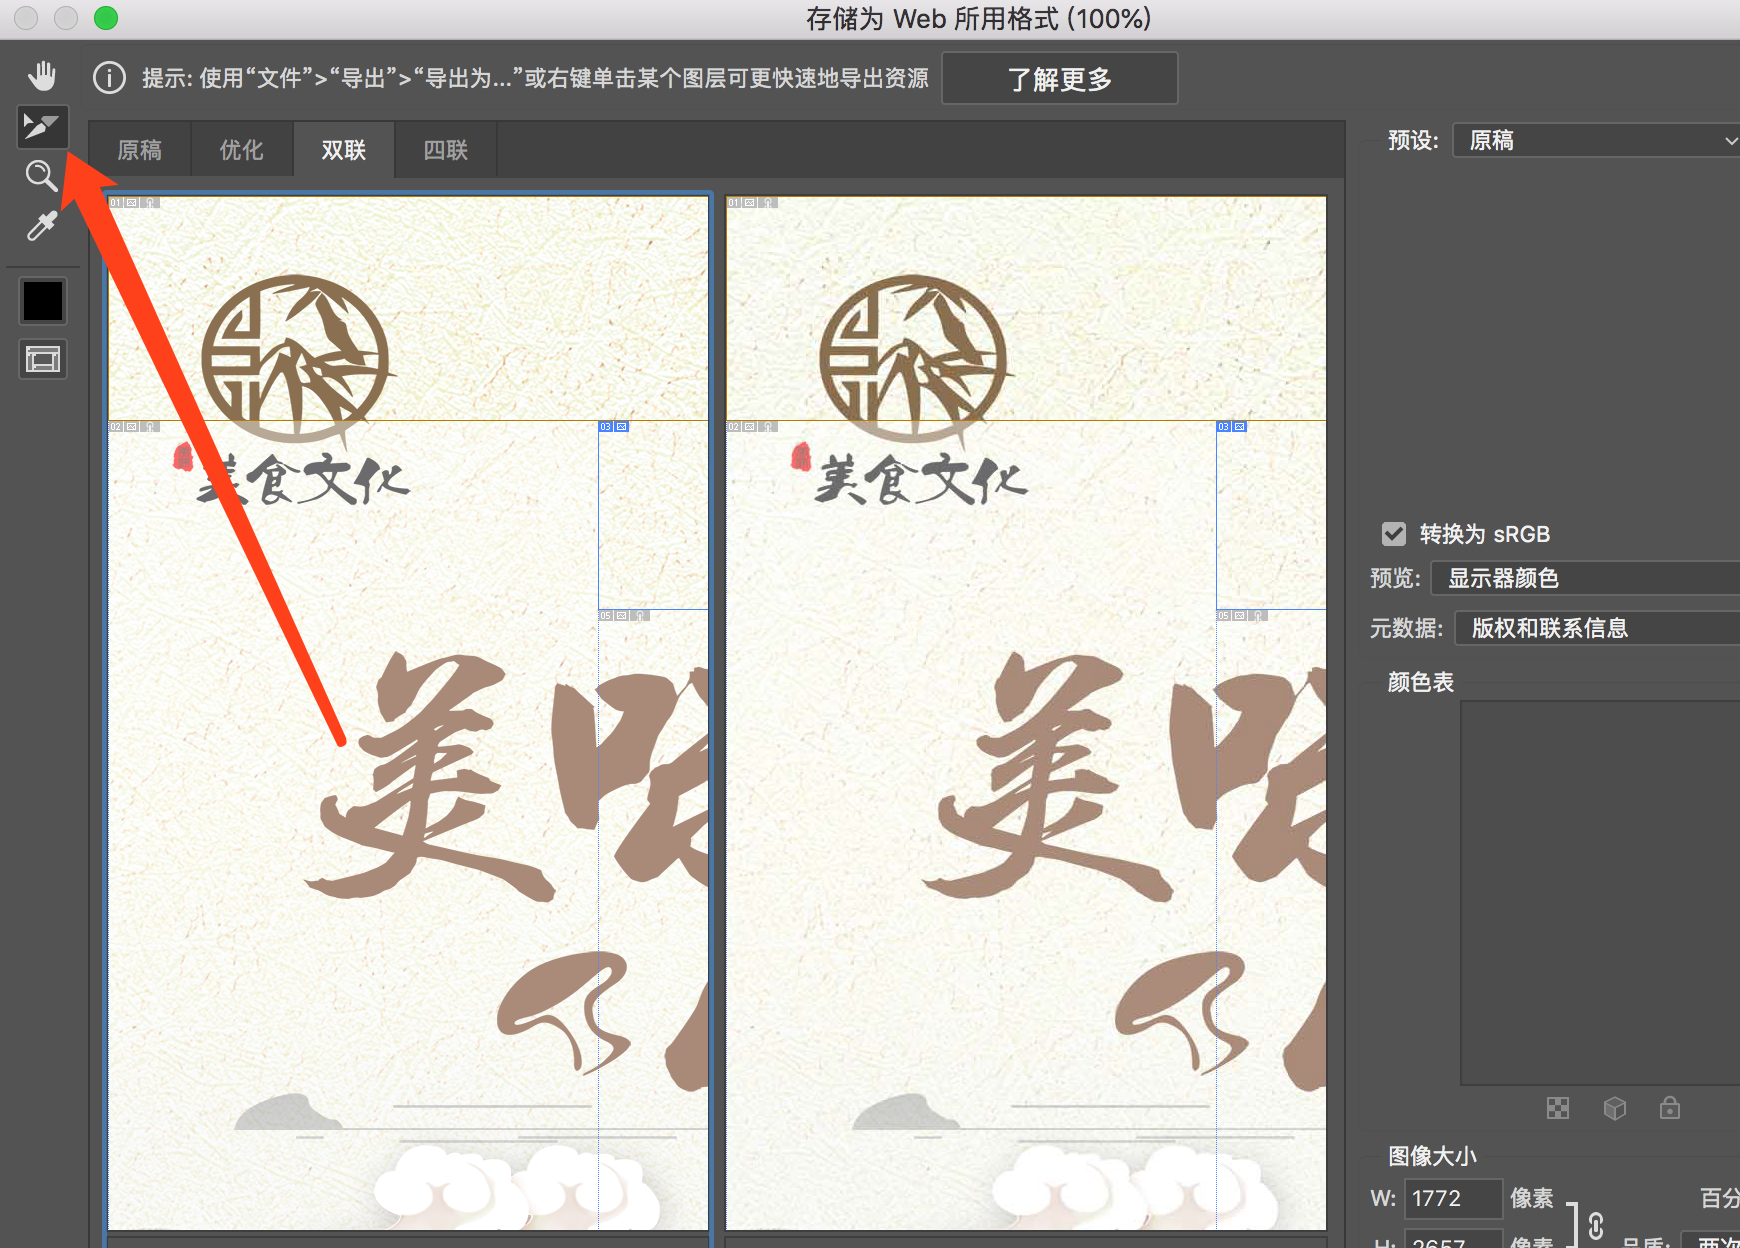 存储为 Web 所用格式 (100%)
提示: 使用“文件”>“导出”>“导出为...”或右键单击某个图层可更快速地导出资源
了解更多
原稿 优化 双联 四联
预设: 原稿
01
01
02
03
02
03
美食文化
美食文化
05
05
美味
美味
转换为 sRGB
预览: 显示器颜色
元数据: 版权和联系信息
颜色表
图像大小
W: 1772 像素 百分
H: 2657 像素 品质: 两次